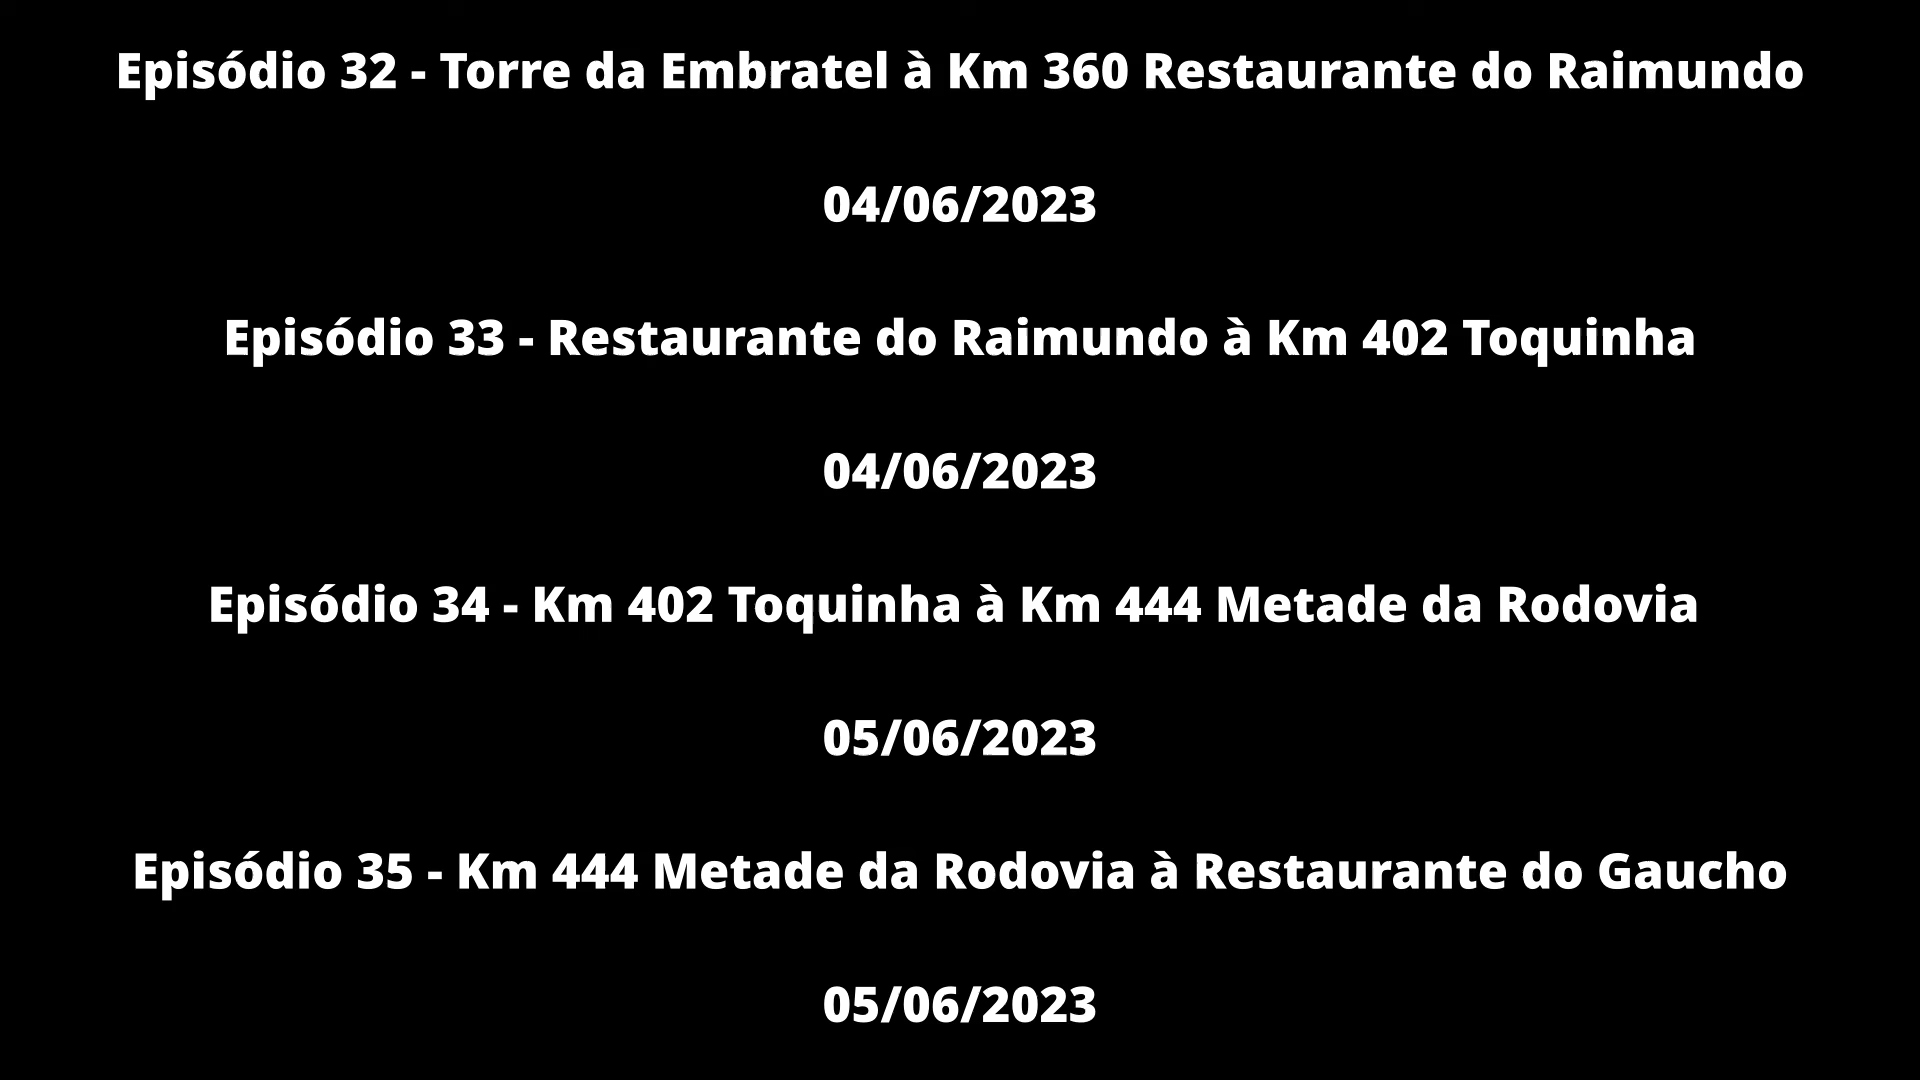 Episódio 32 - Torre da Embratel à Km 360 Restaurante do Raimundo
04/06/2023
Episódio 33 - Restaurante do Raimundo à Km 402 Toquinha
04/06/2023
Episódio 34 - Km 402 Toquinha à Km 444 Metade da Rodovia
05/06/2023
Episódio 35 - Km 444 Metade da Rodovia à Restaurante do Gaucho
05/06/2023